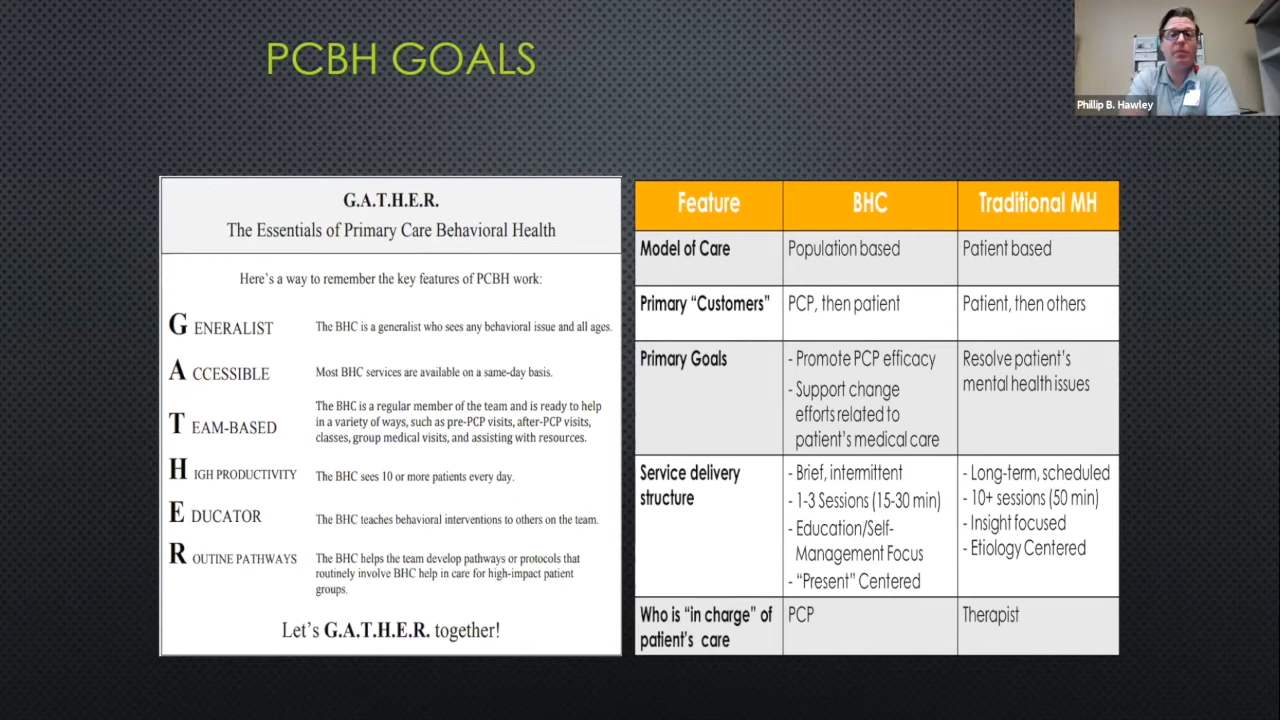 PCBH GOALS
Phillip B. Hawley
G.A.T.H.E.R.
The Essentials of Primary Care Behavioral Health
Here's a way to remember the key features of PCBH work:
G ENERALIST The BHC is a generalist who sees any behavioral issue and all ages.
A CCESSIBLE Most BHC services are available on a same-day basis.
T EAM-BASED The BHC is a regular member of the team and is ready to help
in a variety of ways, such as pre-PCP visits, after-PCP visits,
classes, group medical visits, and assisting with resources.
H IGH PRODUCTIVITY The BHC sees 10 or more patients every day.
E DUCATOR The BHC teaches behavioral interventions to others on the team.
R OUTINE PATHWAYS The BHC helps the team develop pathways or protocols that
routinely involve BHC help in care for high-impact patient
groups.
Let's G.A.T.H.E.R. together!
Feature BHC Traditional MH
Model of Care Population based Patient based
Primary “Customers” PCP, then patient Patient, then others
Primary Goals
- Promote PCP efficacy
- Support change
efforts related to
patient's medical care
Resolve patient's
mental health issues
Service delivery
structure
- Brief, intermittent
- 1-3 Sessions (15-30 min)
- Education/Self-
Management Focus
- “Present” Centered
- Long-term, scheduled
- 10+ sessions (50 min)
- Insight focused
- Etiology Centered
Who is “in charge” of
patient's care
PCP
Therapist